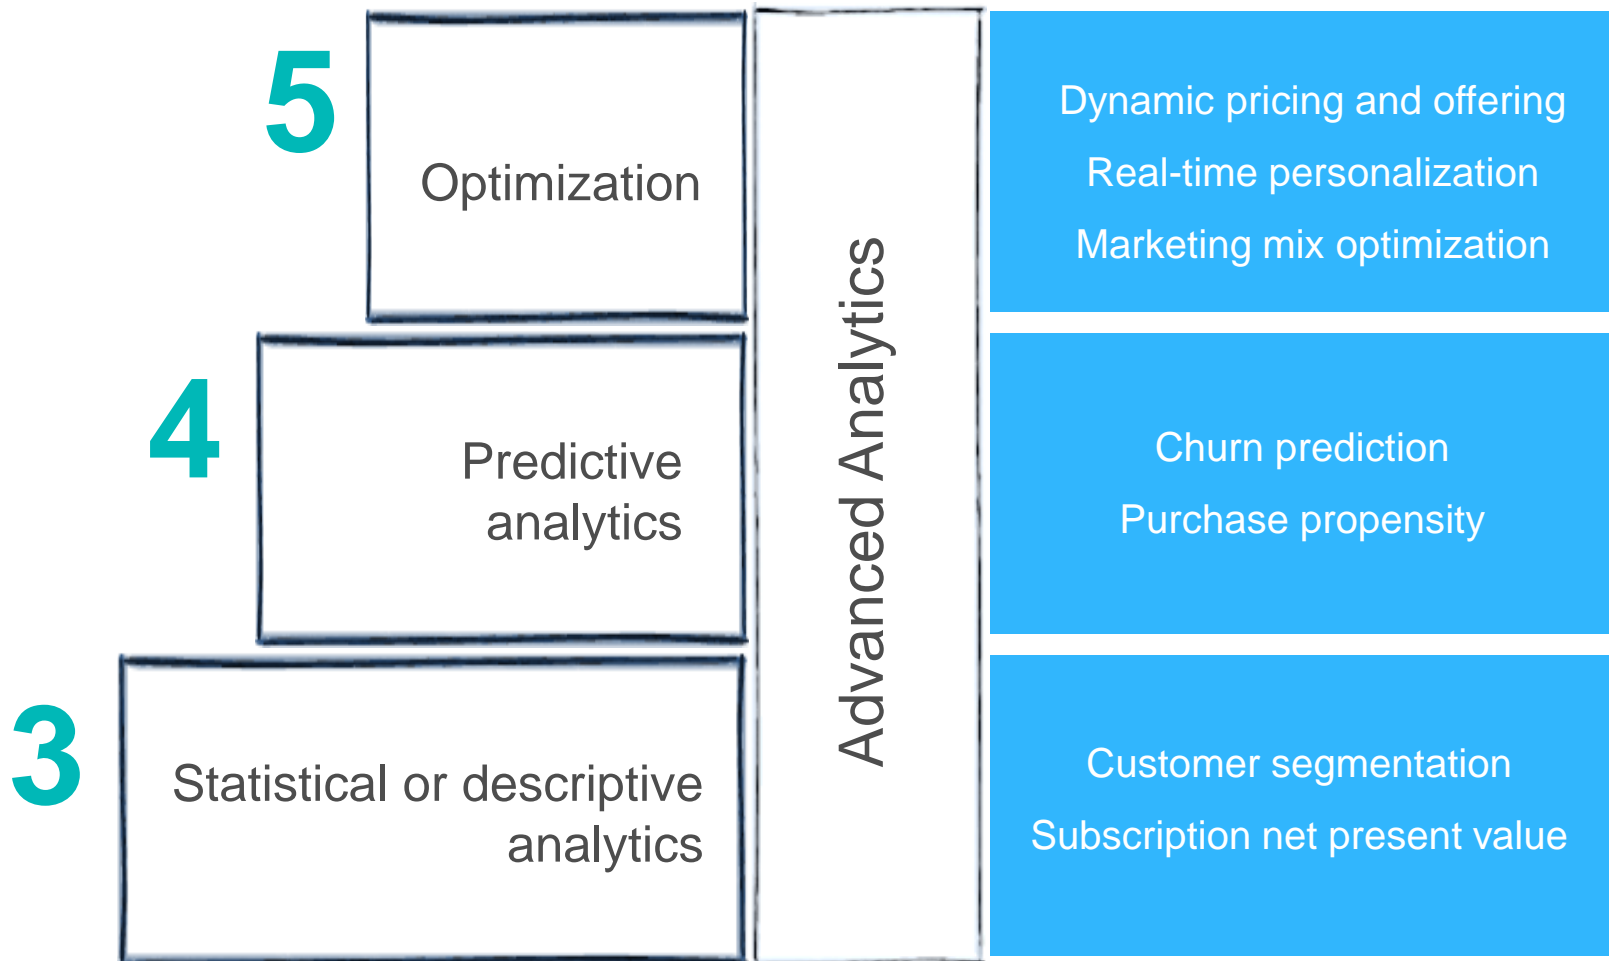 5
Optimization
Dynamic pricing and offering
Real-time personalization
Marketing mix optimization
Advanced Analytics
4
Predictive
analytics
Churn prediction
Purchase propensity
3
Statistical or descriptive
analytics
Customer segmentation
Subscription net present value